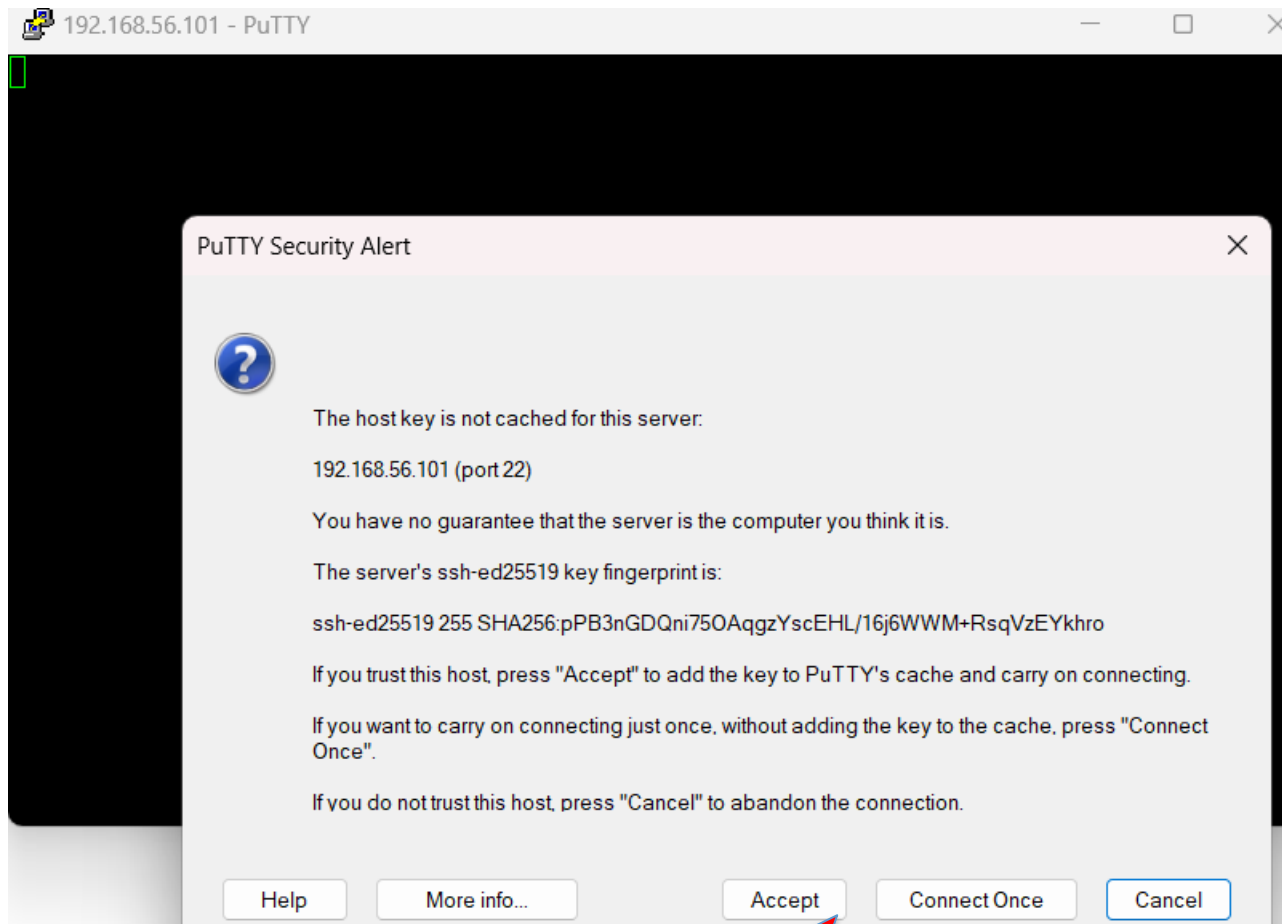 192.168.56.101 - PuTTY
PuTTY Security Alert
The host key is not cached for this server:
192.168.56.101 (port 22)
You have no guarantee that the server is the computer you think it is.
The server's ssh-ed25519 key fingerprint is:
ssh-ed25519 255 SHA256:pPB3nGDQni75OAqgzYscEHL/16j6WWM+RsqVzEYkhro
If you trust this host, press "Accept" to add the key to PuTTY's cache and carry on connecting.
If you want to carry on connecting just once, without adding the key to the cache, press "Connect
Once".
If you do not trust this host, press "Cancel" to abandon the connection.
Help More info... Accept Connect Once Cancel